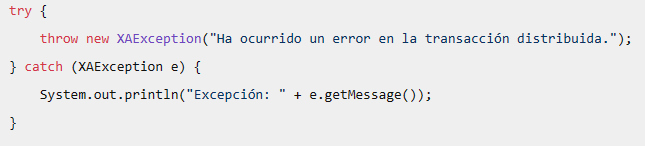 try {
    throw new XAException("Ha ocurrido un error en la transacción distribuida.");
} catch (XAException e) {
    System.out.println("Excepción: " + e.getMessage());
}